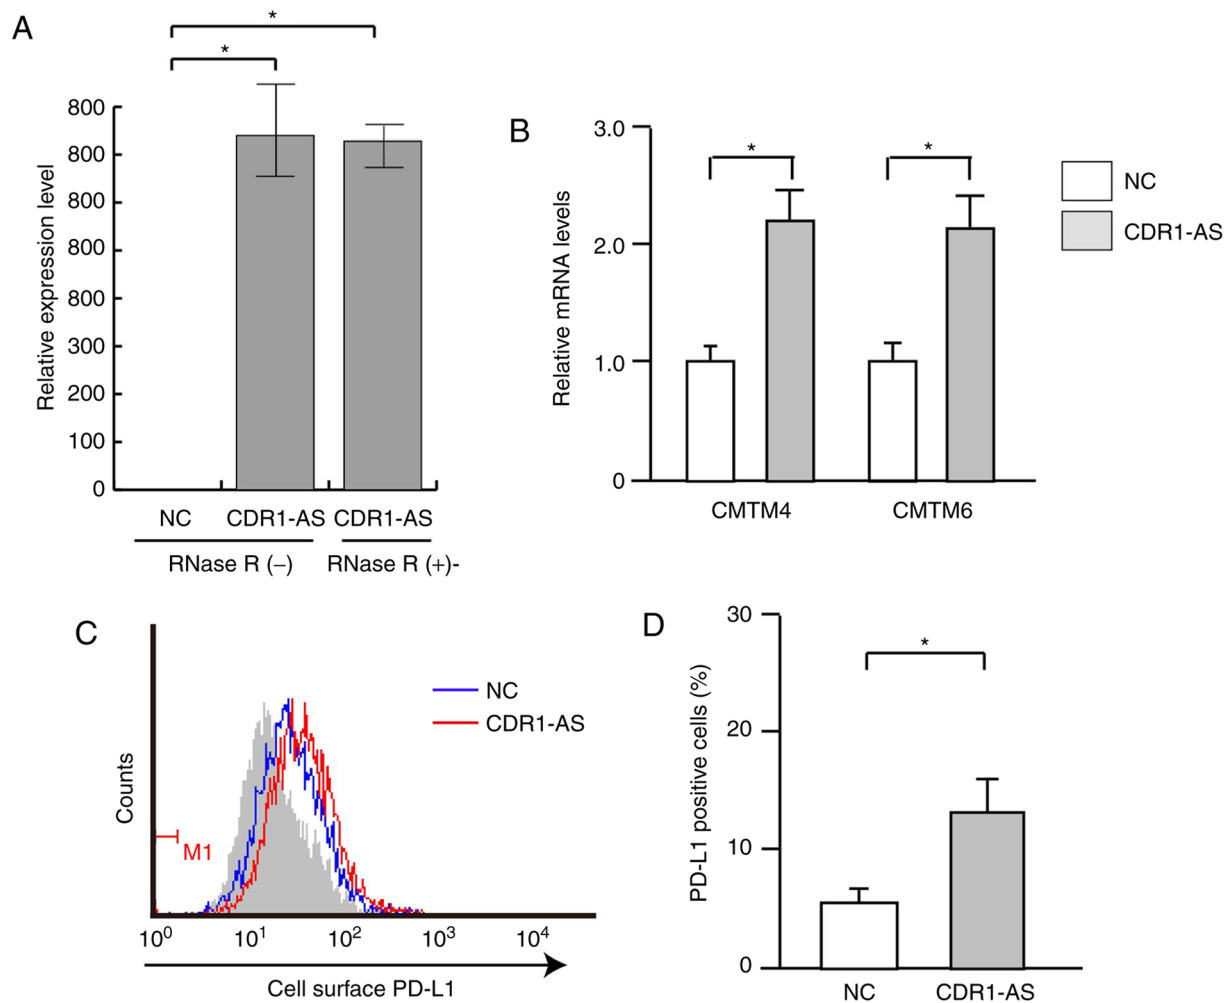 A
*
*
800
800
800
800
800
300
200
100
0
Relative expression level
NC CDR1-AS CDR1-AS
RNase R (−) RNase R (+)-
B
3.0
2.0
1.0
0
Relative mRNA levels
* *
CMTM4 CMTM6
NC
CDR1-AS
C
Counts
NC
CDR1-AS
M1
10⁰ 10¹ 10² 10³ 10⁴
Cell surface PD-L1
D
30
20
10
0
PD-L1 positive cells (%)
*
NC CDR1-AS